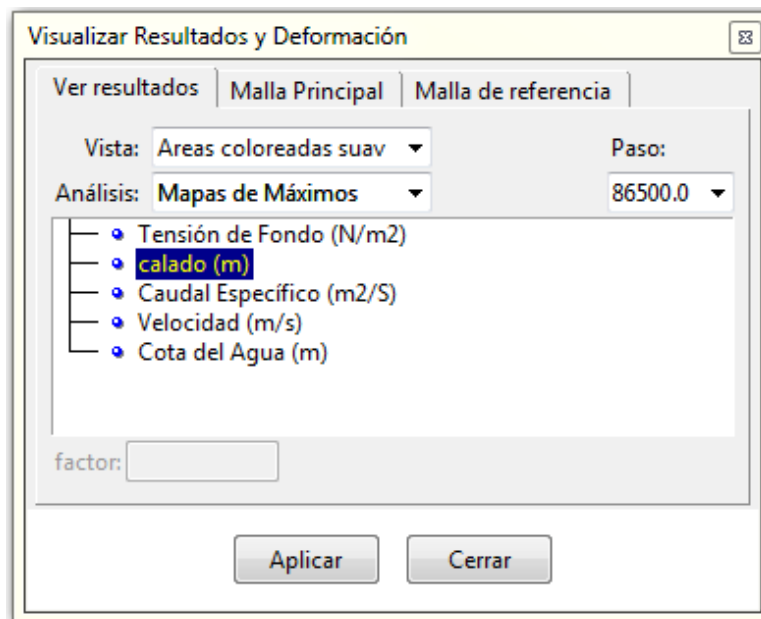 Visualizar Resultados y Deformación
Ver resultados Malla Principal Malla de referencia
Vista: Areas coloreadas suav Paso:
Análisis: Mapas de Máximos 86500.0
Tensión de Fondo (N/m2)
calado (m)
Caudal Específico (m2/S)
Velocidad (m/s)
Cota del Agua (m)
factor:
Aplicar Cerrar